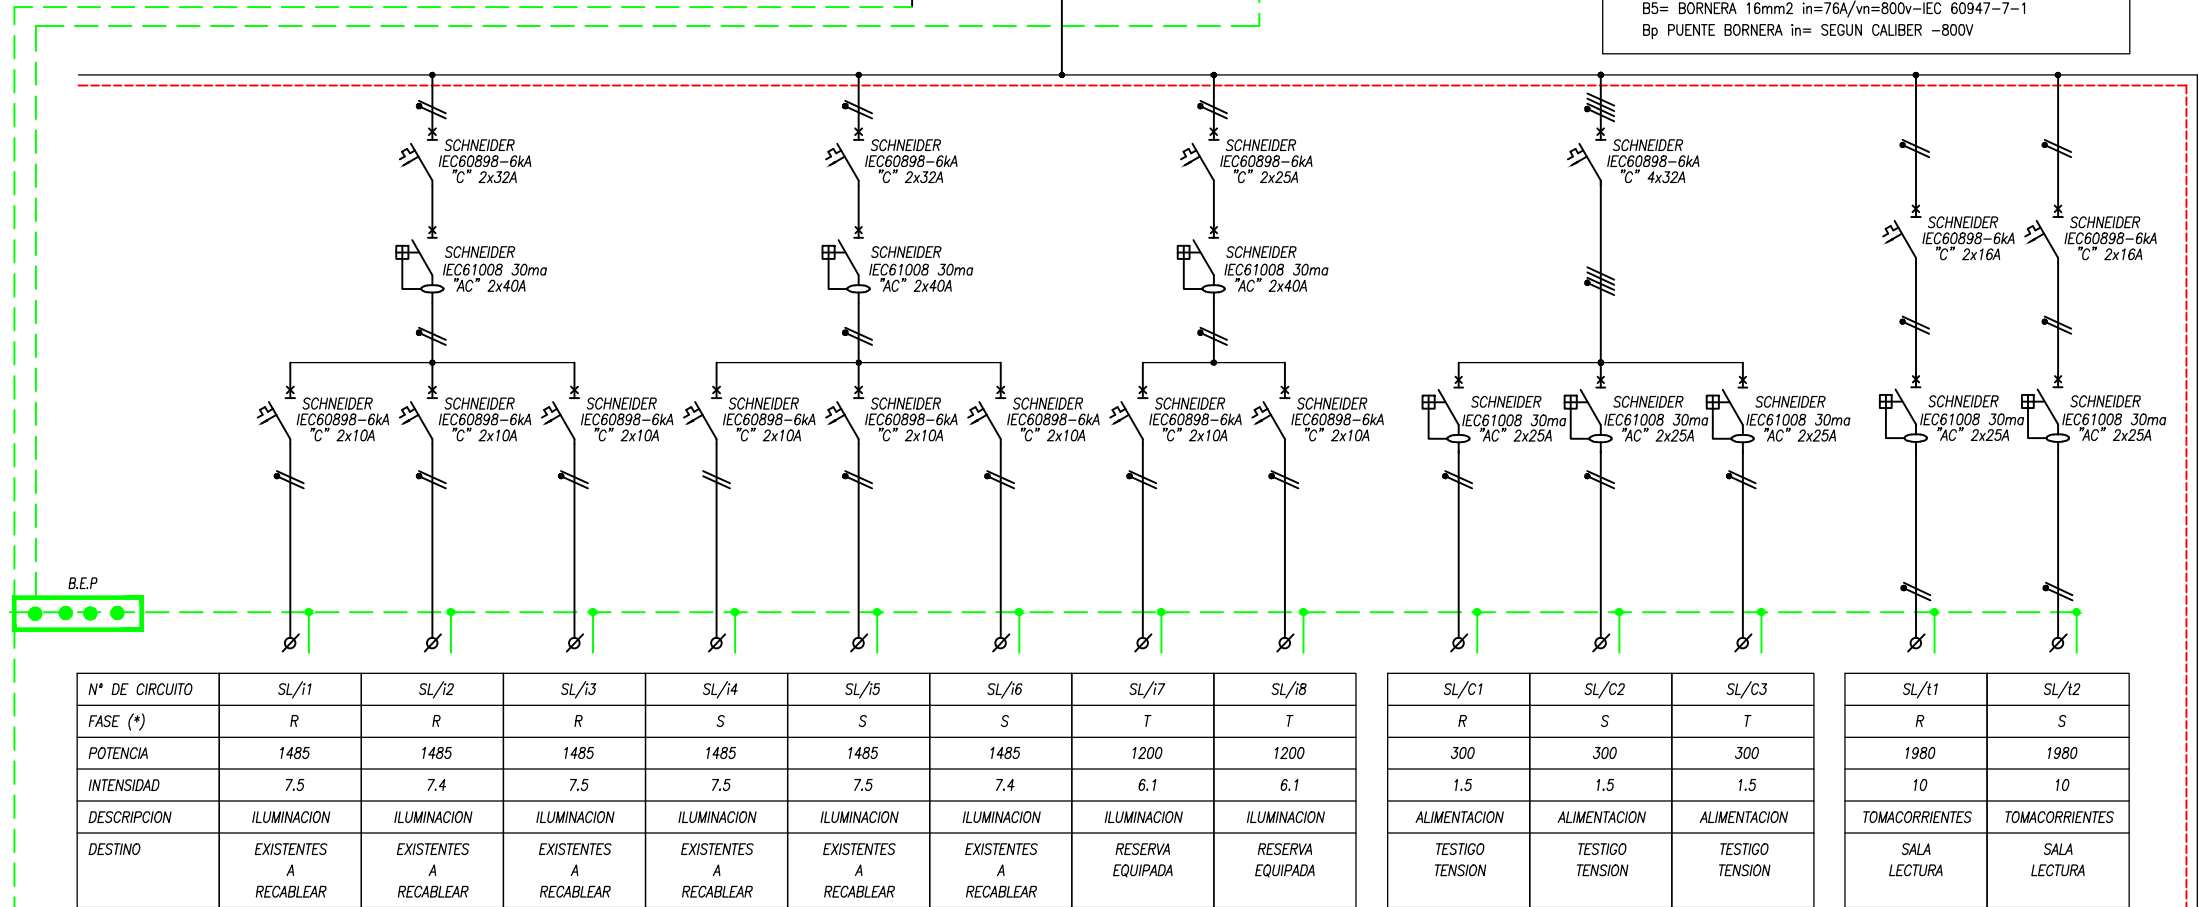 B5= BORNERA 16mm2 in=76A/vn=800v-IEC 60947-7-1
Bp PUENTE BORNERA in= SEGUN CALIBER -800V
SCHNEIDER
IEC60898-6kA
"C" 2x32A
SCHNEIDER
IEC60898-6kA
"C" 2x32A
SCHNEIDER
IEC60898-6kA
"C" 2x25A
SCHNEIDER
IEC60898-6kA
"C" 4x32A
SCHNEIDER
IEC60898-6kA
"C" 2x16A
SCHNEIDER
IEC60898-6kA
"C" 2x16A
SCHNEIDER
IEC61008 30ma
"AC" 2x40A
SCHNEIDER
IEC61008 30ma
"AC" 2x40A
SCHNEIDER
IEC61008 30ma
"AC" 2x40A
SCHNEIDER
IEC60898-6kA
"C" 2x10A
SCHNEIDER
IEC60898-6kA
"C" 2x10A
SCHNEIDER
IEC60898-6kA
"C" 2x10A
SCHNEIDER
IEC60898-6kA
"C" 2x10A
SCHNEIDER
IEC60898-6kA
"C" 2x10A
SCHNEIDER
IEC60898-6kA
"C" 2x10A
SCHNEIDER
IEC60898-6kA
"C" 2x10A
SCHNEIDER
IEC60898-6kA
"C" 2x10A
SCHNEIDER
IEC61008 30ma
"AC" 2x25A
SCHNEIDER
IEC61008 30ma
"AC" 2x25A
SCHNEIDER
IEC61008 30ma
"AC" 2x25A
SCHNEIDER
IEC61008 30ma
"AC" 2x25A
SCHNEIDER
IEC61008 30ma
"AC" 2x25A
B.E.P
Nª DE CIRCUITO SL/i1 SL/i2 SL/i3 SL/i4 SL/i5 SL/i6 SL/i7 SL/i8 SL/C1 SL/C2 SL/C3 SL/t1 SL/t2
FASE (*) R R R S S S T T R S T R S
POTENCIA 1485 1485 1485 1485 1485 1485 1200 1200 300 300 300 1980 1980
INTENSIDAD 7.5 7.4 7.5 7.5 7.5 7.4 6.1 6.1 1.5 1.5 1.5 10 10
DESCRIPCION ILUMINACION ILUMINACION ILUMINACION ILUMINACION ILUMINACION ILUMINACION ILUMINACION ILUMINACION ALIMENTACION ALIMENTACION ALIMENTACION TOMACORRIENTES TOMACORRIENTES
DESTINO EXISTENTES EXISTENTES EXISTENTES EXISTENTES EXISTENTES EXISTENTES RESERVA RESERVA TESTIGO TESTIGO TESTIGO SALA SALA
A A A A A A EQUIPADA EQUIPADA TENSION TENSION TENSION LECTURA LECTURA
RECABLEAR RECABLEAR RECABLEAR RECABLEAR RECABLEAR RECABLEAR